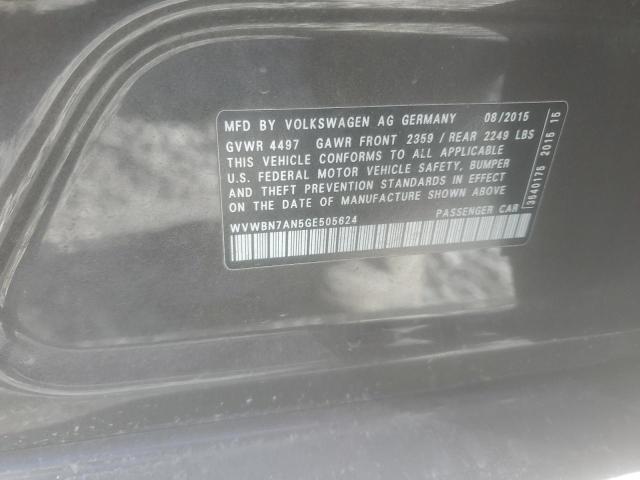 MFD BY VOLKSWAGEN AG GERMANY 08/2015
GVWR 4497 GAWR FRONT 2359 / REAR 2249 LBS
THIS VEHICLE CONFORMS TO ALL APPLICABLE
U.S. FEDERAL MOTOR VEHICLE SAFETY, BUMPER
AND THEFT PREVENTION STANDARDS IN EFFECT
ON THE DATE OF MANUFACTURE SHOWN ABOVE
WVWBN7AN5GE505624 PASSENGER CAR
3540175 2015 15